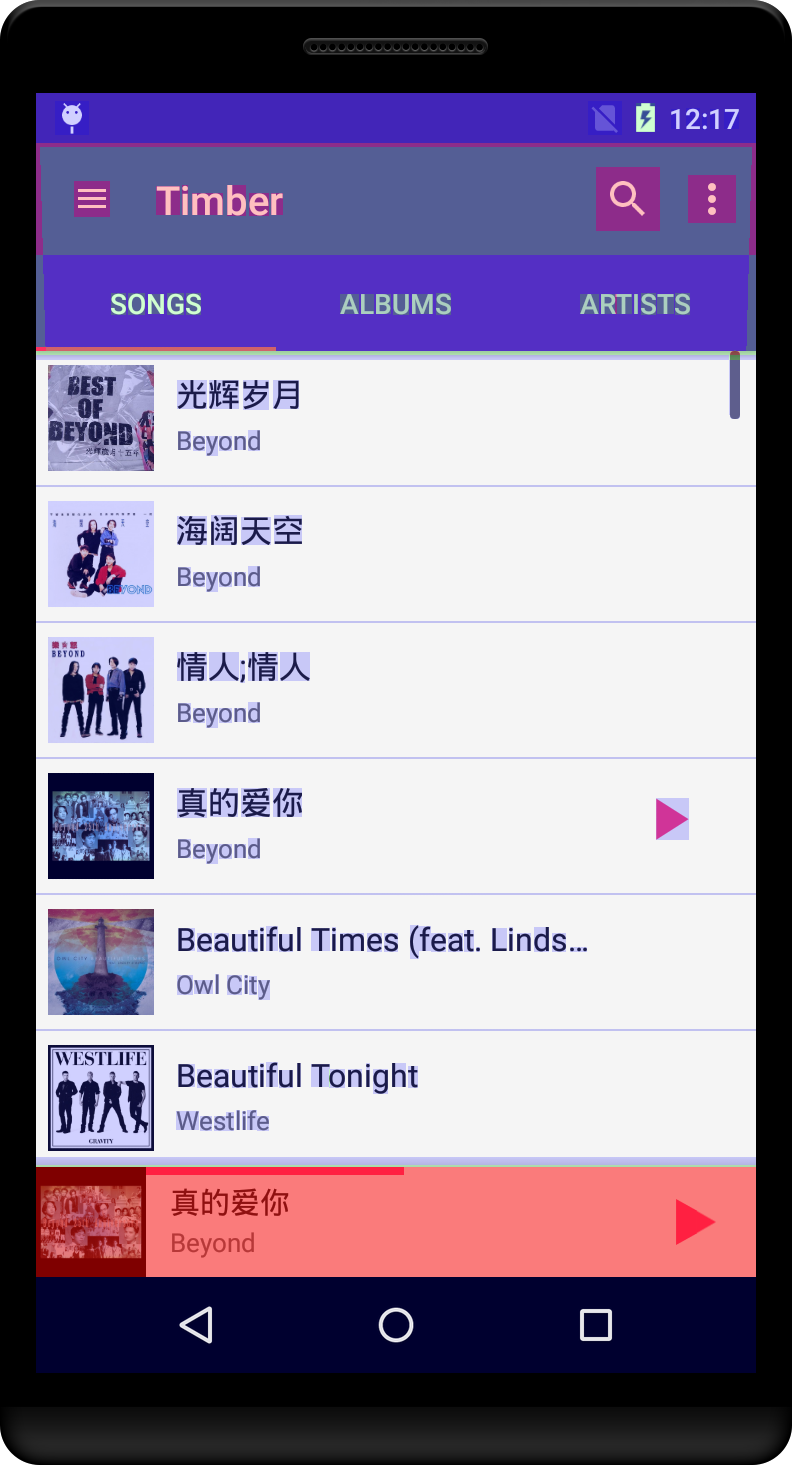 12:17
Timber
SONGS ALBUMS ARTISTS
BEST
OF
BEYOND
光辉岁月
Beyond
海阔天空
Beyond
BEYOND
情人;情人
Beyond
BEYOND
真的爱你
Beyond
Beautiful Times (feat. Linds…
Owl City
WESTLIFE
GRAVITY
Beautiful Tonight
Westlife
真的爱你
Beyond